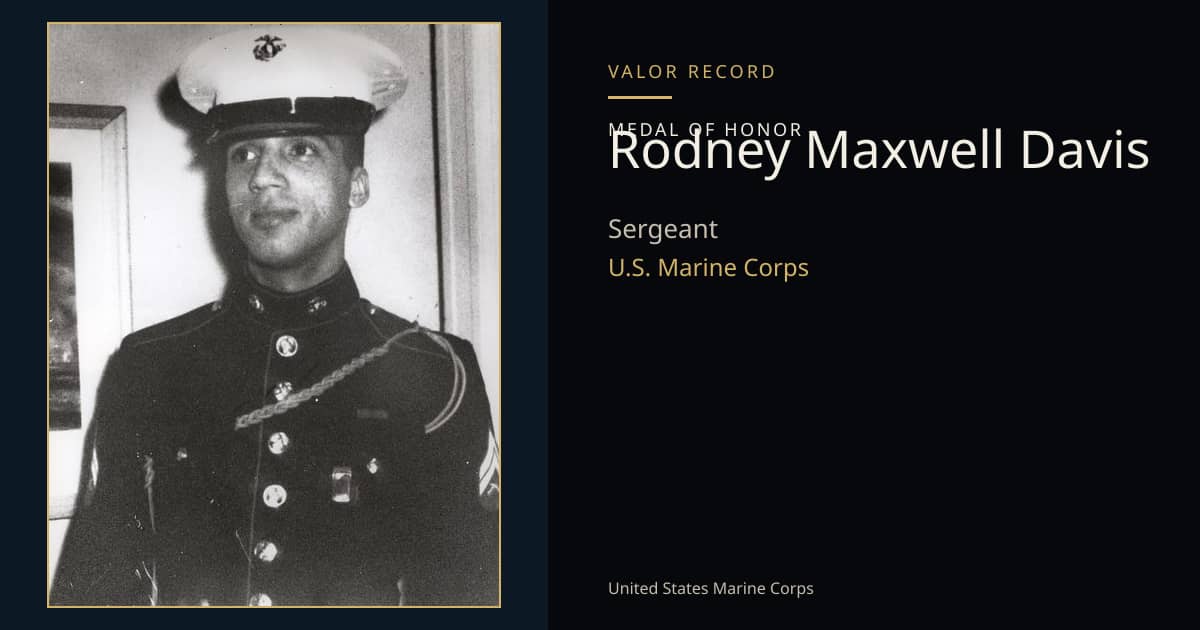 VALOR RECORD
MEDAL OF HONOR
Rodney Maxwell Davis
Sergeant
U.S. Marine Corps
United States Marine Corps